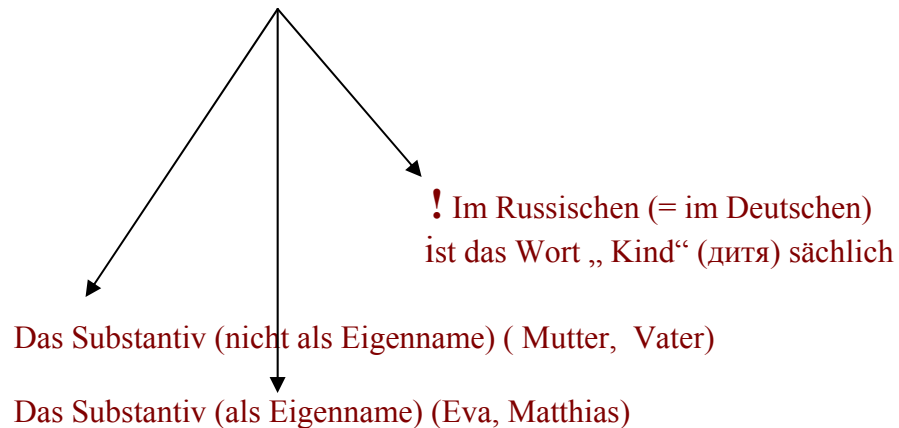 ! Im Russischen (= im Deutschen)
ist das Wort „ Kind“ (дитя) sächlich
Das Substantiv (nicht als Eigenname) ( Mutter, Vater)
Das Substantiv (als Eigenname) (Eva, Matthias)